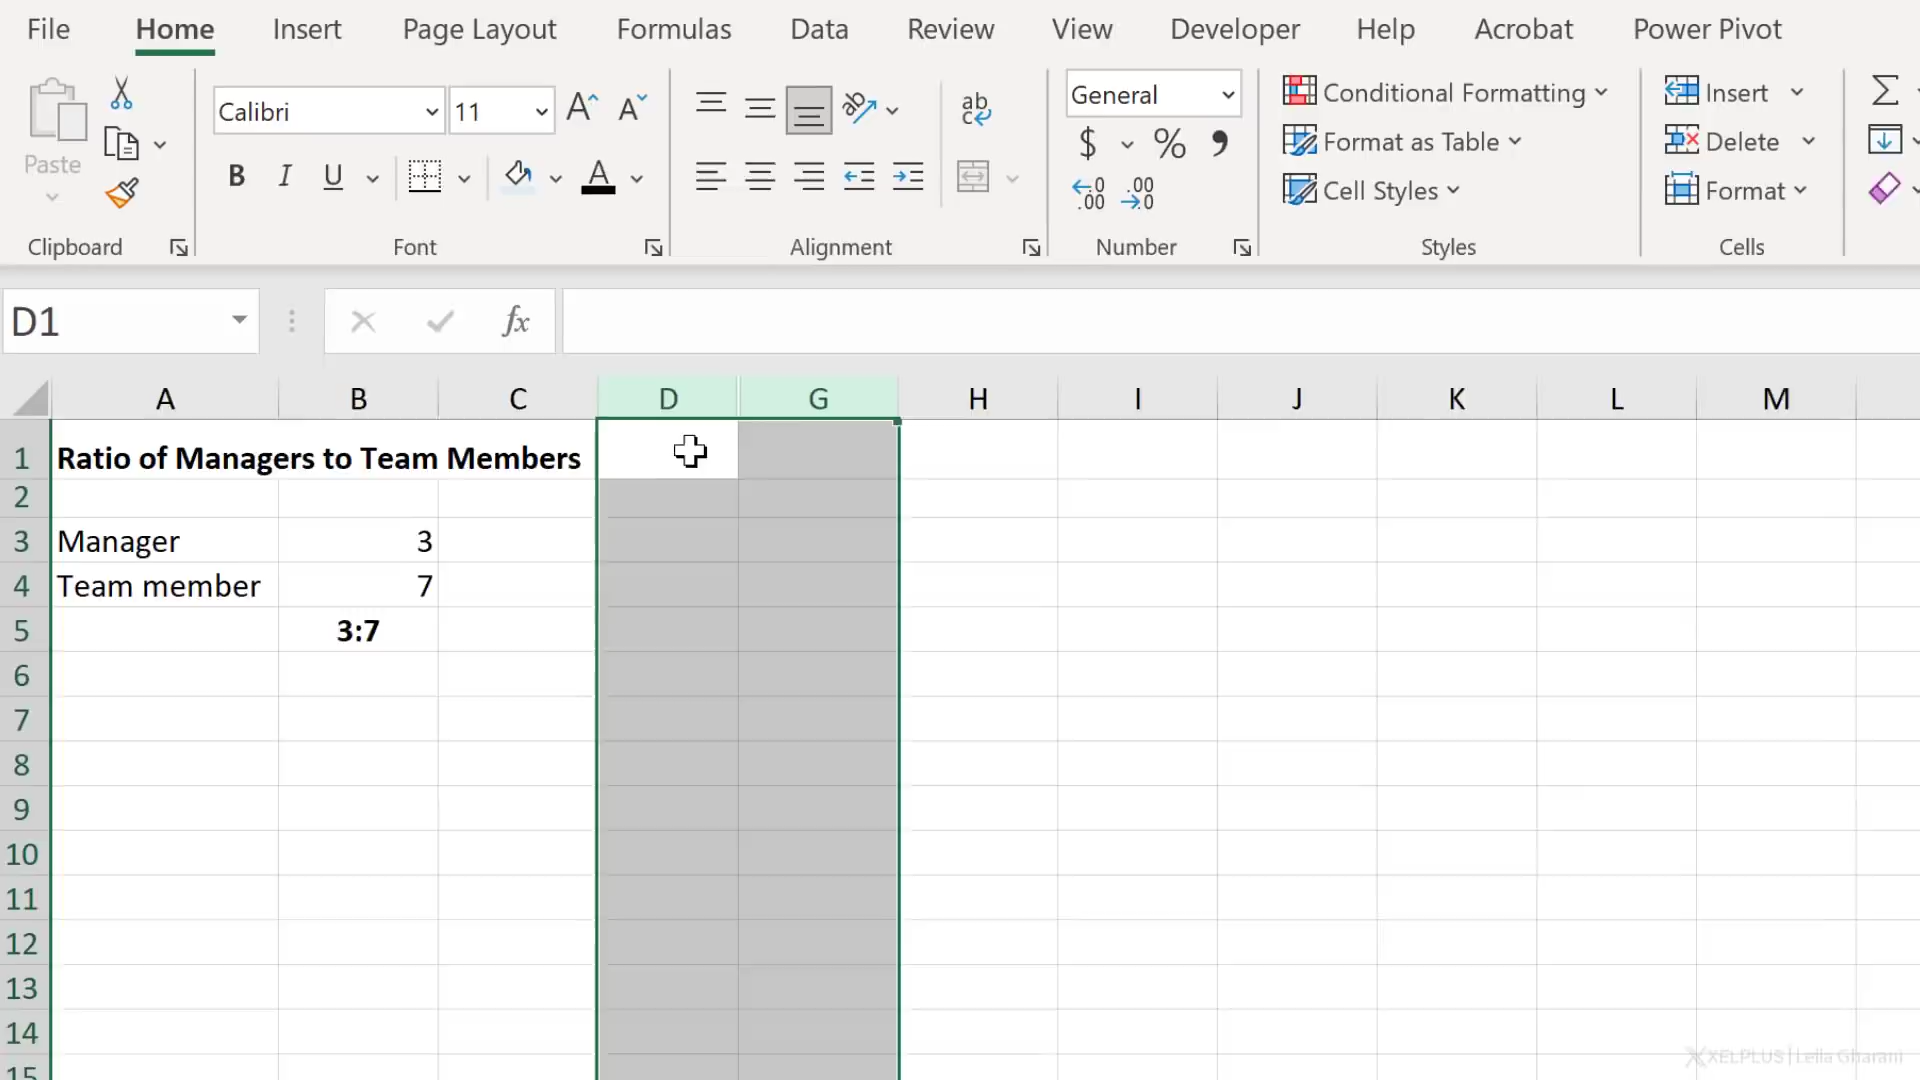 File Home Insert Page Layout Formulas Data Review View Developer Help Acrobat Power Pivot
Paste
Calibri 11
B I U A
ab
General
$ % ,
Conditional Formatting
Format as Table
Cell Styles
Insert
Delete
Format
Σ
Clipboard Font Alignment Number Styles Cells
D1 fx
A B C D G H I J K L M
1 Ratio of Managers to Team Members
2
3 Manager 3
4 Team member 7
5 3:7
6
7
8
9
10
11
12
13
14
15
XELPLUS | Leila Gharani